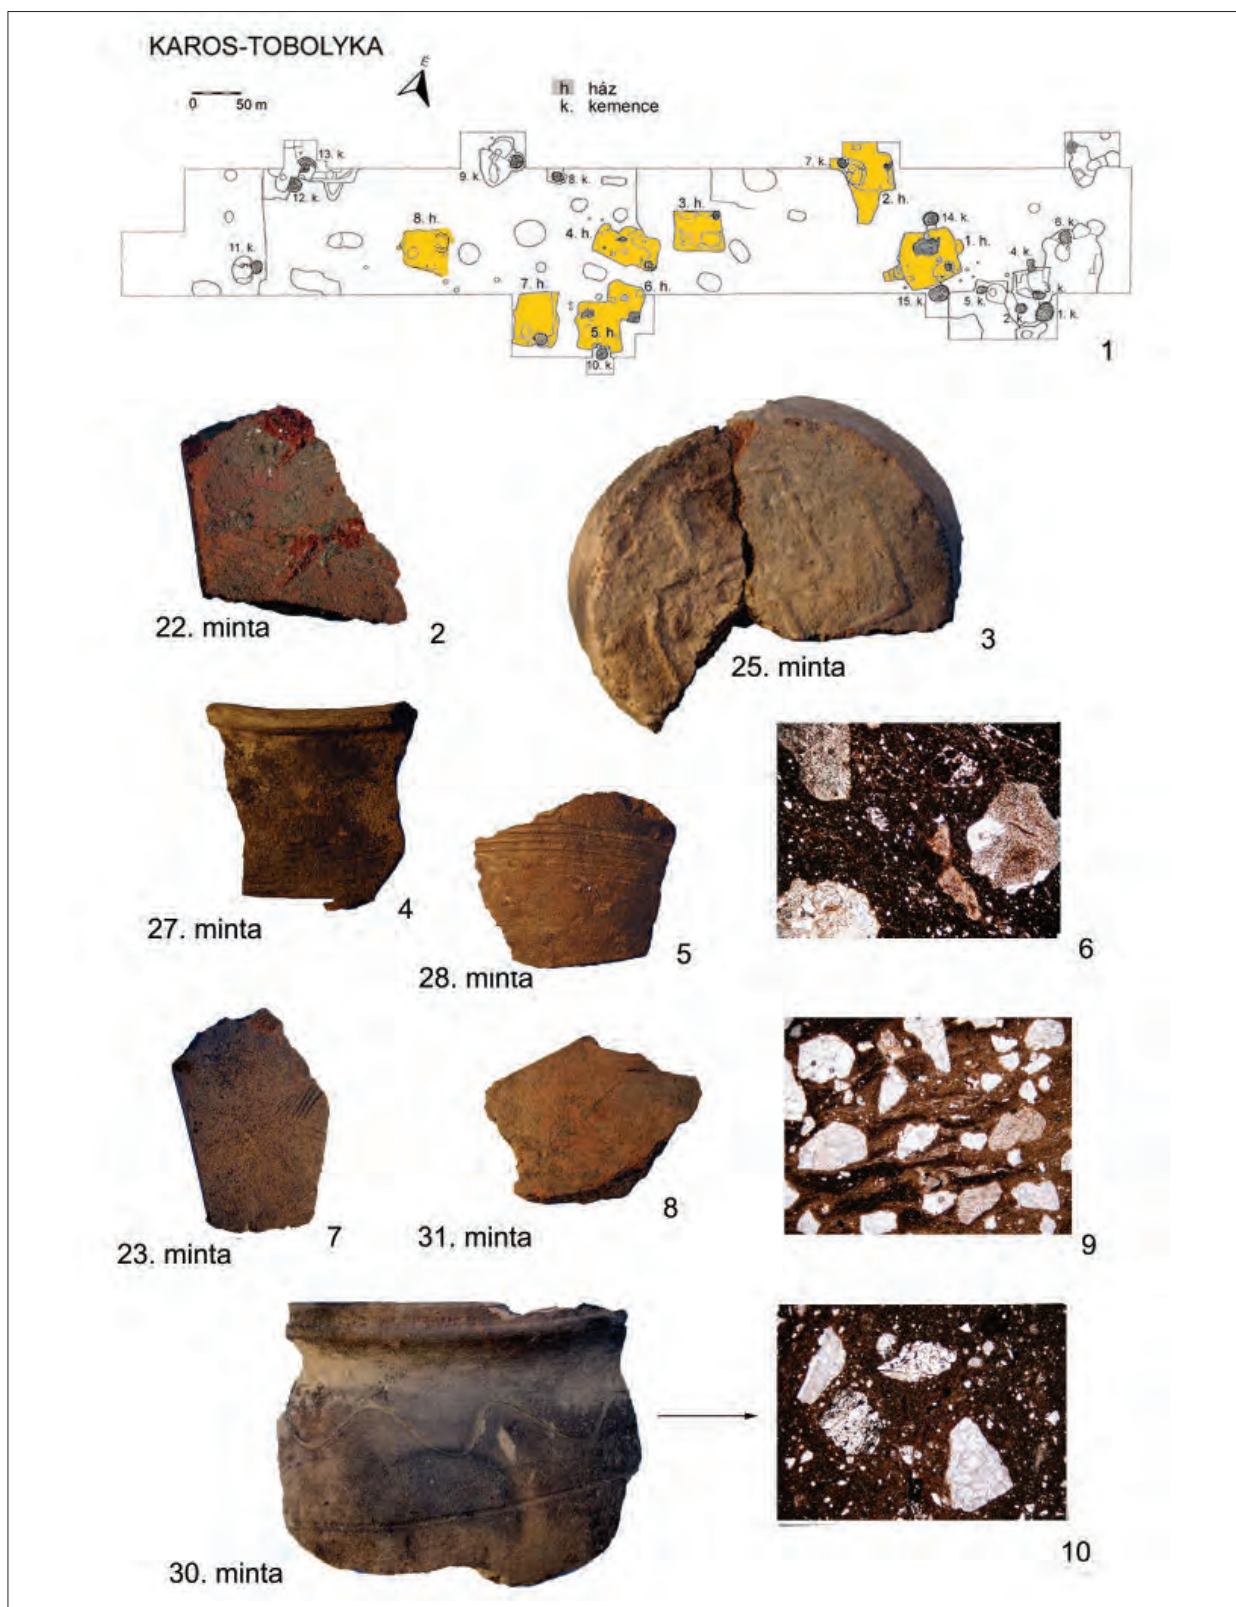 KAROS-TOBOLYKA
É
0 50 m
h ház
k. kemence
13. k.
12. k.
9. k.
8. k.
7. k.
2. h.
3. h.
8. h.
4. h.
14. k.
6. k.
1. h.
4. k.
11. k.
7. h.
6. h.
15. k.
5. k.
k.
2. k.
1. k.
5. h.
10. k.
1
22. minta
2
25. minta
3
27. minta
4
28. minta
5
6
23. minta
7
31. minta
8
9
30. minta
10